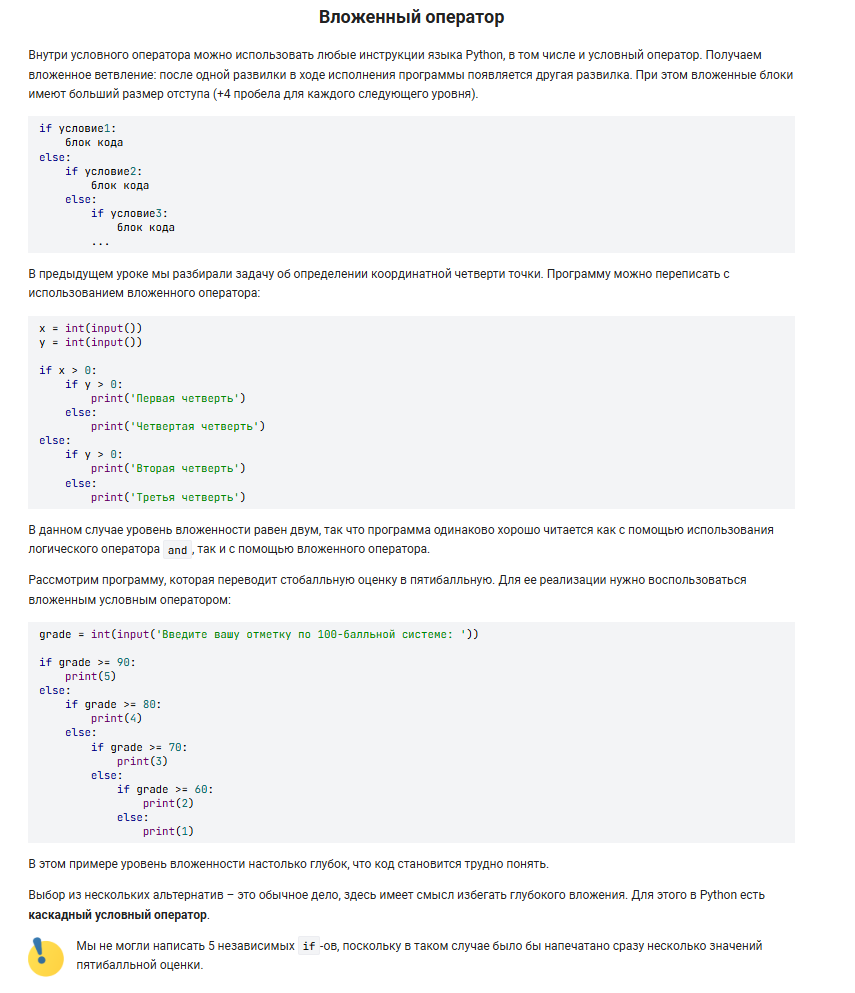 Вложенный оператор
Внутри условного оператора можно использовать любые инструкции языка Python, в том числе и условный оператор. Получаем
вложенное ветвление: после одной развилки в ходе исполнения программы появляется другая развилка. При этом вложенные блоки
имеют больший размер отступа (+4 пробела для каждого следующего уровня).
if условие1:
    блок кода
else:
    if условие2:
        блок кода
    else:
        if условие3:
            блок кода
        ...
В предыдущем уроке мы разбирали задачу об определении координатной четверти точки. Программу можно переписать с
использованием вложенного оператора:
x = int(input())
y = int(input())
if x > 0:
    if y > 0:
        print('Первая четверть')
    else:
        print('Четвертая четверть')
else:
    if y > 0:
        print('Вторая четверть')
    else:
        print('Третья четверть')
В данном случае уровень вложенности равен двум, так что программа одинаково хорошо читается как с помощью использования
логического оператора and, так и с помощью вложенного оператора.
Рассмотрим программу, которая переводит стобалльную оценку в пятибалльную. Для ее реализации нужно воспользоваться
вложенным условным оператором:
grade = int(input('Введите вашу отметку по 100-балльной системе: '))
if grade >= 90:
    print(5)
else:
    if grade >= 80:
        print(4)
    else:
        if grade >= 70:
            print(3)
        else:
            if grade >= 60:
                print(2)
            else:
                print(1)
В этом примере уровень вложенности настолько глубок, что код становится трудно понять.
Выбор из нескольких альтернатив – это обычное дело, здесь имеет смысл избегать глубокого вложения. Для этого в Python есть
каскадный условный оператор.
Мы не могли написать 5 независимых if-ов, поскольку в таком случае было бы напечатано сразу несколько значений
пятибалльной оценки.